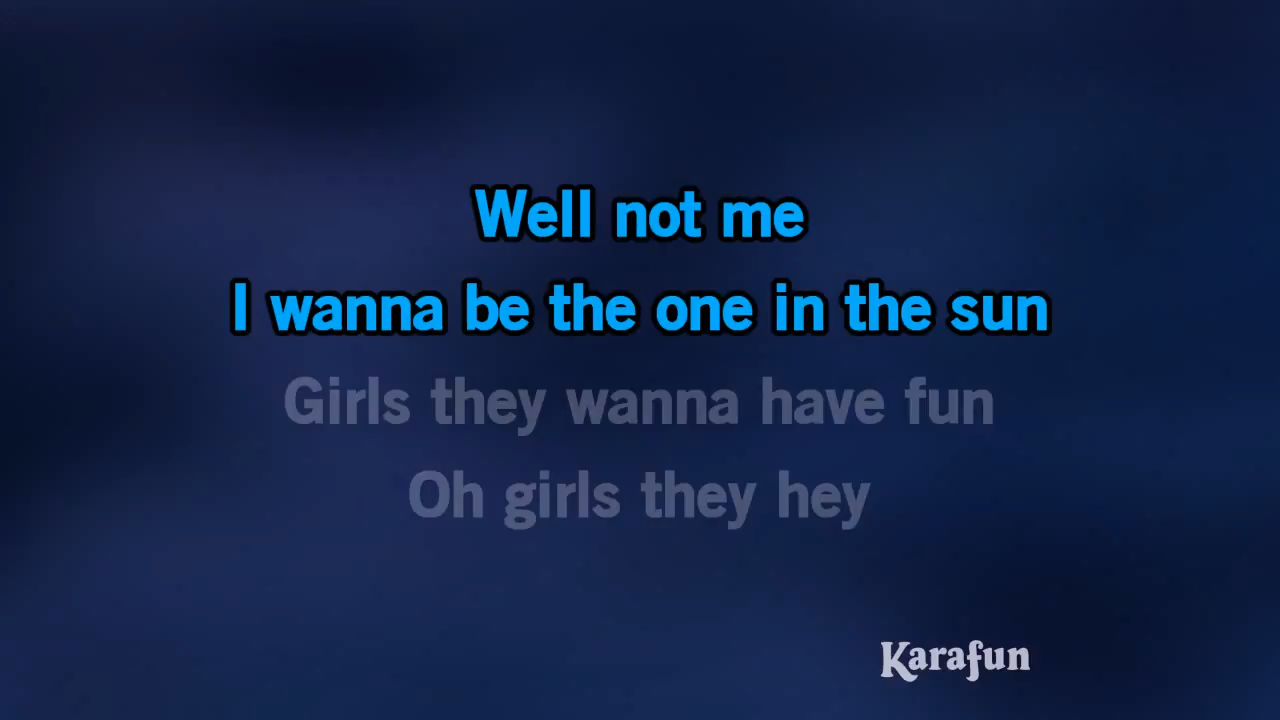 Well not me
I wanna be the one in the sun
Girls they wanna have fun
Oh girls they hey
Karafun